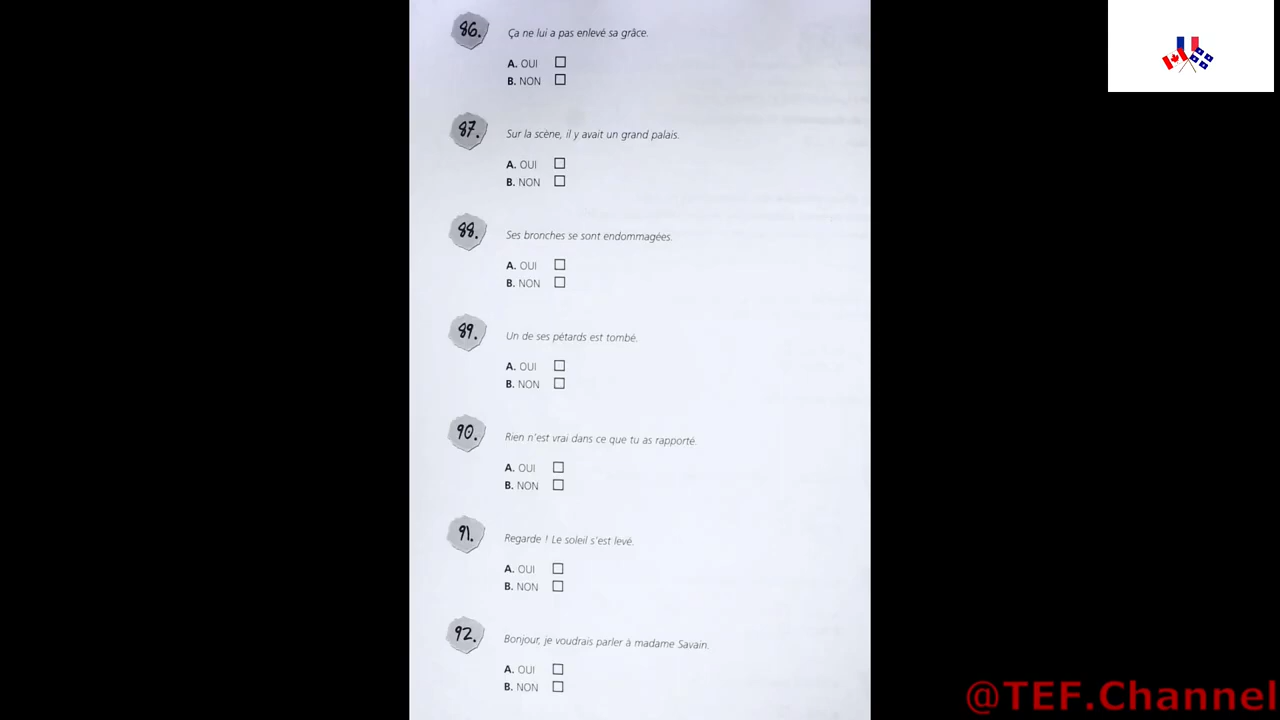 86. Ça ne lui a pas enlevé sa grâce.
A. OUI
B. NON
87. Sur la scène, il y avait un grand palais.
A. OUI
B. NON
88. Ses bronches se sont endommagées.
A. OUI
B. NON
89. Un de ses pétards est tombé.
A. OUI
B. NON
90. Rien n'est vrai dans ce que tu as rapporté.
A. OUI
B. NON
91. Regarde ! Le soleil s'est levé.
A. OUI
B. NON
92. Bonjour, je voudrais parler à madame Savain.
A. OUI
B. NON
@TEF.Channel